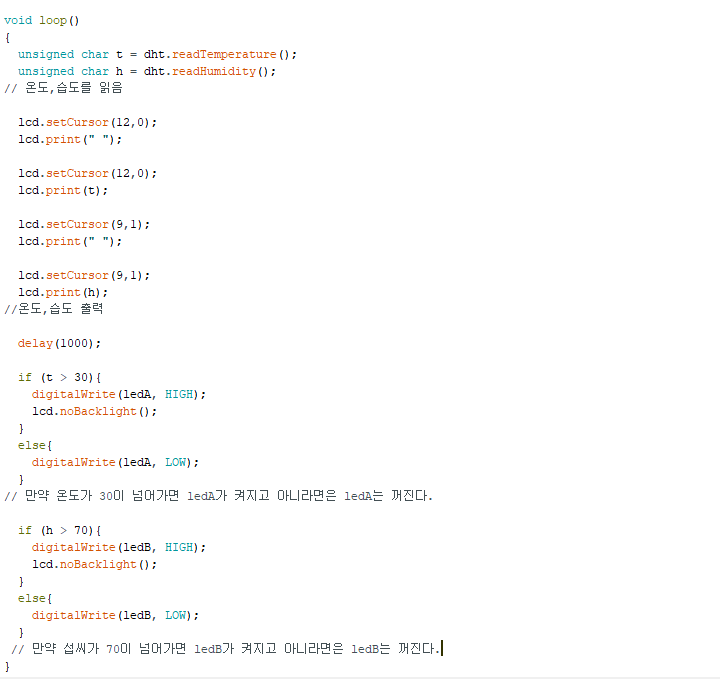 void loop()
{
unsigned char t = dht.readTemperature();
unsigned char h = dht.readHumidity();
// 온도,습도를 읽음
lcd.setCursor(12,0);
lcd.print(" ");
lcd.setCursor(12,0);
lcd.print(t);
lcd.setCursor(9,1);
lcd.print(" ");
lcd.setCursor(9,1);
lcd.print(h);
//온도,습도 출력
delay(1000);
if (t > 30){
digitalWrite(ledA, HIGH);
lcd.noBacklight();
}
else{
digitalWrite(ledA, LOW);
}
// 만약 온도가 30이 넘어가면 ledA가 켜지고 아니라면은 ledA는 꺼진다.
if (h > 70){
digitalWrite(ledB, HIGH);
lcd.noBacklight();
}
else{
digitalWrite(ledB, LOW);
}
// 만약 섭씨가 70이 넘어가면 ledB가 켜지고 아니라면은 ledB는 꺼진다.
}